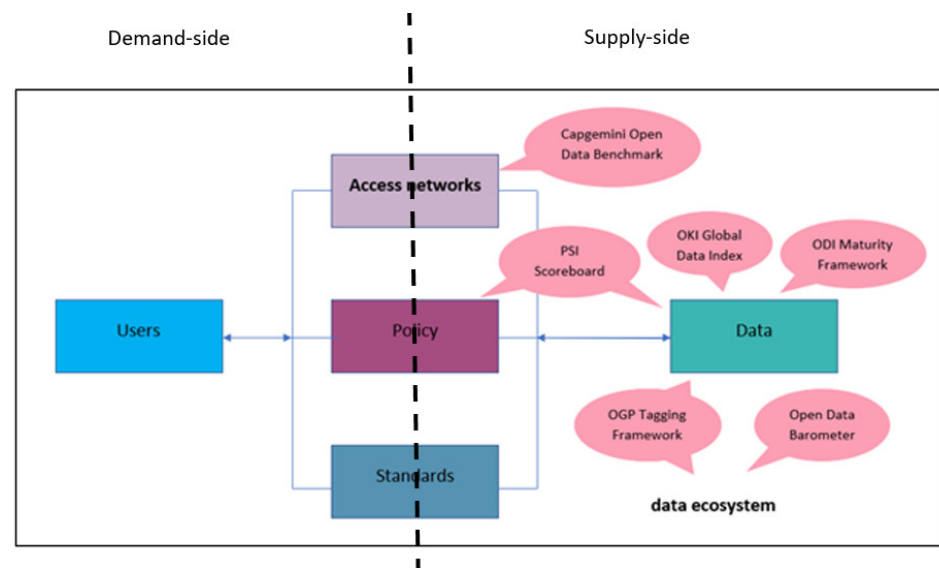 Demand-side
Supply-side
Capgemini Open
Data Benchmark
Access networks
OKI Global
Data Index
ODI Maturity
Framework
PSI
Scoreboard
Users
Policy
Data
OGP Tagging
Framework
Open Data
Barometer
Standards
data ecosystem